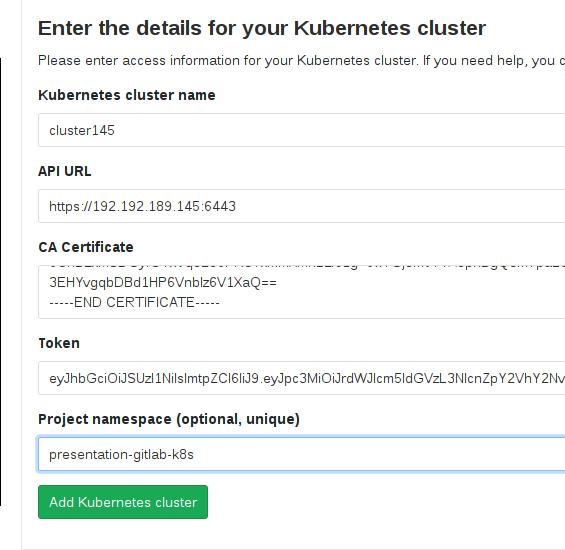 Enter the details for your Kubernetes cluster
Please enter access information for your Kubernetes cluster. If you need help, you c
Kubernetes cluster name
cluster145
API URL
https://192.192.189.145:6443
CA Certificate
3EHYvgqbDBd1HP6Vnblz6V1XaQ==
-----END CERTIFICATE-----
Token
eyJhbGciOiJSUzI1NiIsImtpZCI6IiJ9.eyJpc3MiOiJrdWJlcm5ldGVzL3NlcnZpY2VhY2Nv
Project namespace (optional, unique)
presentation-gitlab-k8s
Add Kubernetes cluster